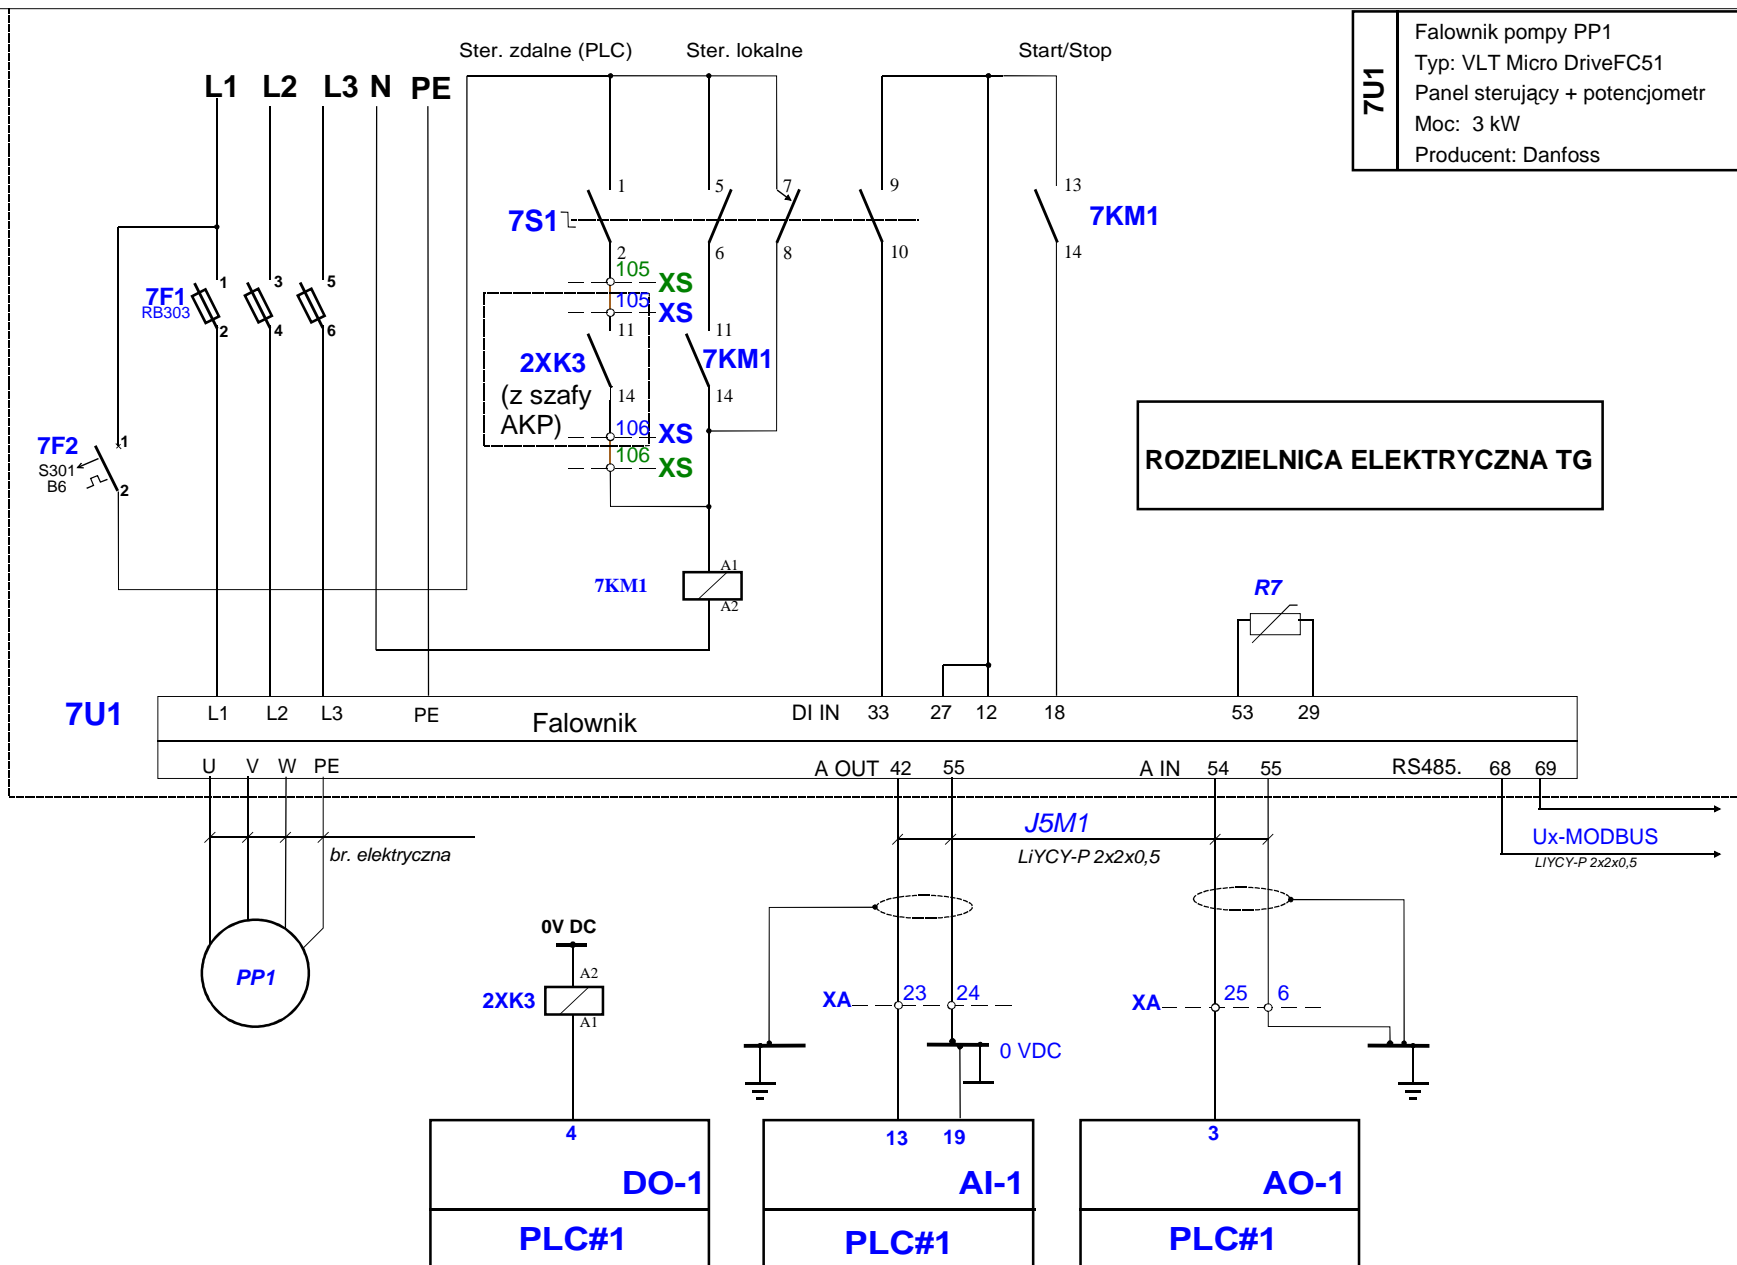 Ster. zdalne (PLC) Ster. lokalne Start/Stop
7U1
Falownik pompy PP1
Typ: VLT Micro DriveFC51
Panel sterujący + potencjometr
Moc: 3 kW
Producent: Danfoss
L1 L2 L3 N PE
1 5 7 9 13
7S1 7KM1
2 6 8 10 14
105 XS
105 XS
1 3 5
7F1
RB303
2 4 6
11 11
2XK3 7KM1
(z szafy
AKP)
14 14
106 XS
106 XS
7F2
S301
B6
1
2
ROZDZIELNICA ELEKTRYCZNA TG
7KM1 A1
A2
R7
7U1
L1 L2 L3 PE Falownik DI IN 33 27 12 18 53 29
U V W PE A OUT 42 55 A IN 54 55 RS485. 68 69
br. elektryczna
J5M1
LiYCY-P 2x2x0,5
Ux-MODBUS
LIYCY-P 2x2x0,5
PP1
0V DC
A2
2XK3
A1
XA 23 24 XA 25 6
0 VDC
4 13 19 3
DO-1 AI-1 AO-1
PLC#1 PLC#1 PLC#1